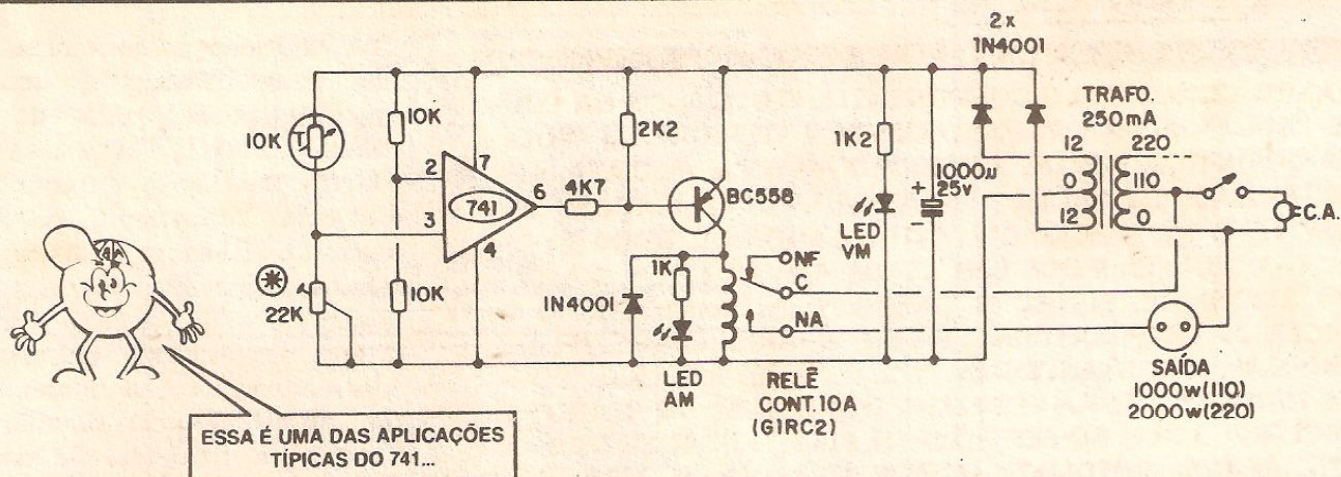 2 x
1N4001
TRAFO.
250mA
10K
10K
2K2
1K2
12
220
0
110
12
0
2
7
1000µ
25v
+
-
741
6
4K7
BC558
3
4
LED
VM
C.A.
22K
10K
1N4001
1K
NF
C
NA
LED
AM
RELÊ
CONT.10A
(G1RC2)
SAÍDA
1000w(110)
2000w(220)
ESSA É UMA DAS APLICAÇÕES
TÍPICAS DO 741...